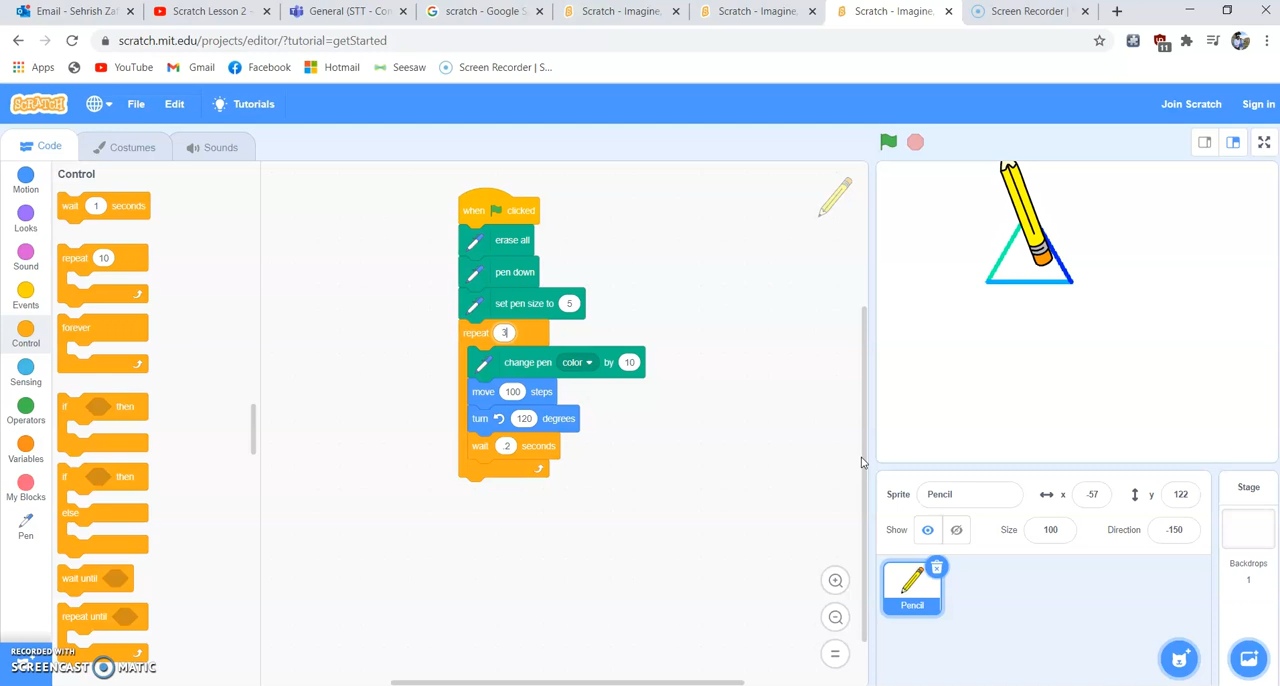 Email - Sehrish Zal
Scratch Lesson 2 -
General (STT - Cor
scratch - Google S
Scratch - Imagine,
Scratch - Imagine,
Scratch - Imagine,
Screen Recorder |
scratch.mit.edu/projects/editor/?tutorial=getStarted
11
Apps
YouTube
Gmail
Facebook
Hotmail
Seesaw
Screen Recorder | S...
SCRATCH
File
Edit
Tutorials
Join Scratch
Sign in
Code
Costumes
Sounds
Motion
Looks
Sound
Events
Control
Sensing
Operators
Variables
My Blocks
Pen
Control
wait 1 seconds
repeat 10
forever
if then
if then
else
wait until
repeat until
when clicked
erase all
pen down
set pen size to 5
repeat 3
change pen color by 10
move 100 steps
turn 120 degrees
wait .2 seconds
Sprite Pencil x -57 y 122
Show Size 100 Direction -150
Pencil
Stage
Backdrops
1
RECORDED WITH
SCREENCAST MATIC